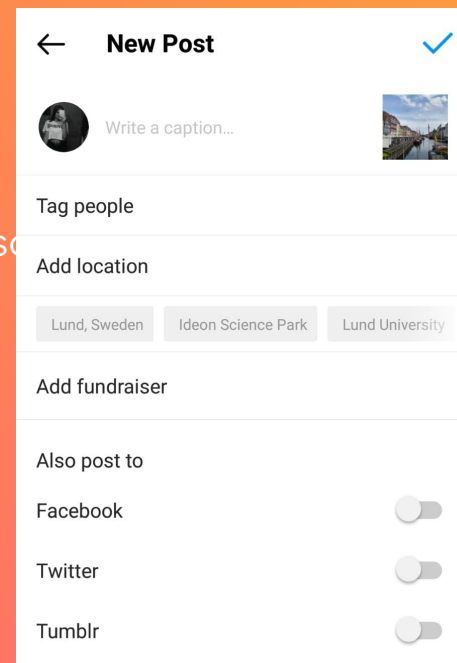 New Post
Write a caption...
Tag people
Add location
Lund, Sweden Ideon Science Park Lund University
Add fundraiser
Also post to
Facebook
Twitter
Tumblr